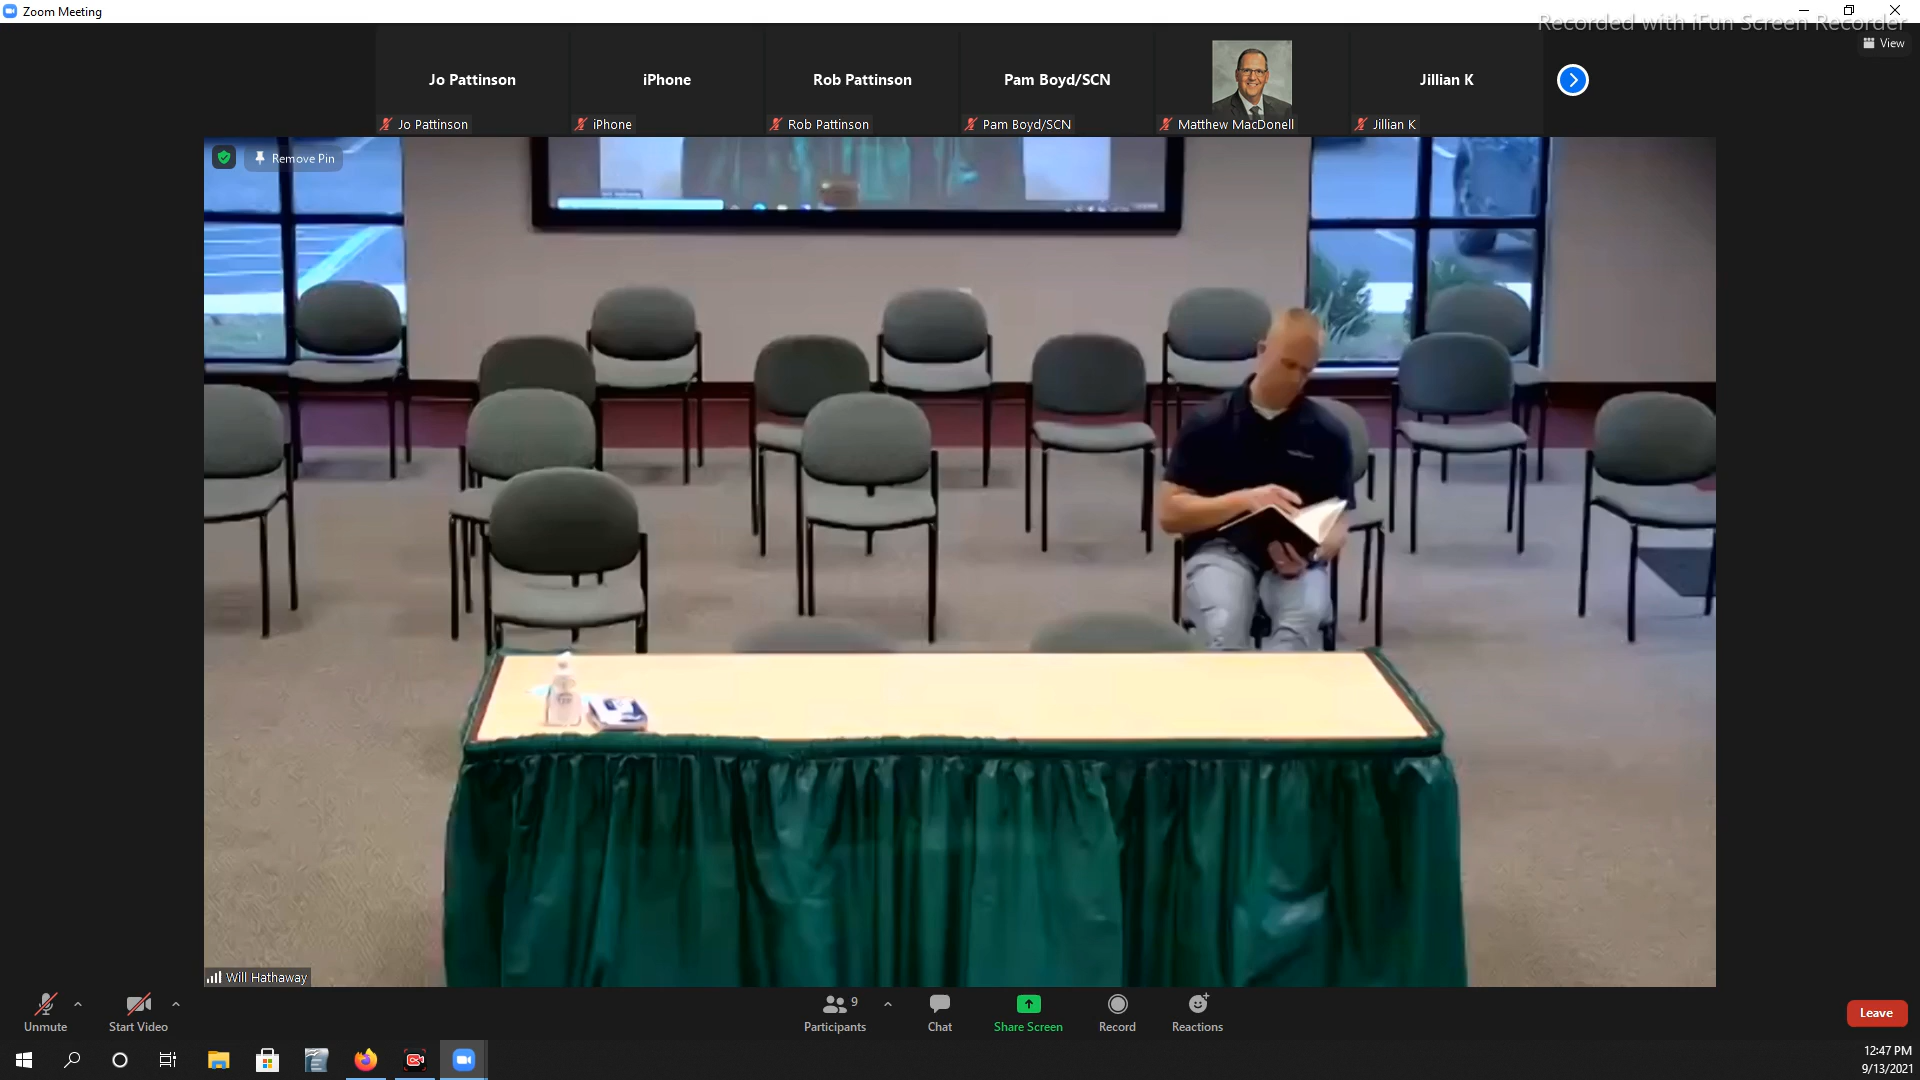 Zoom Meeting
Recorded with iFun Screen Recorder
View
Jo Pattinson
iPhone
Rob Pattinson
Pam Boyd/SCN
Jillian K
Jo Pattinson
iPhone
Rob Pattinson
Pam Boyd/SCN
Matthew MacDonell
Jillian K
Remove Pin
Will Hathaway
Unmute
Start Video
9
Participants
Chat
Share Screen
Record
Reactions
Leave
12:47 PM
9/13/2021